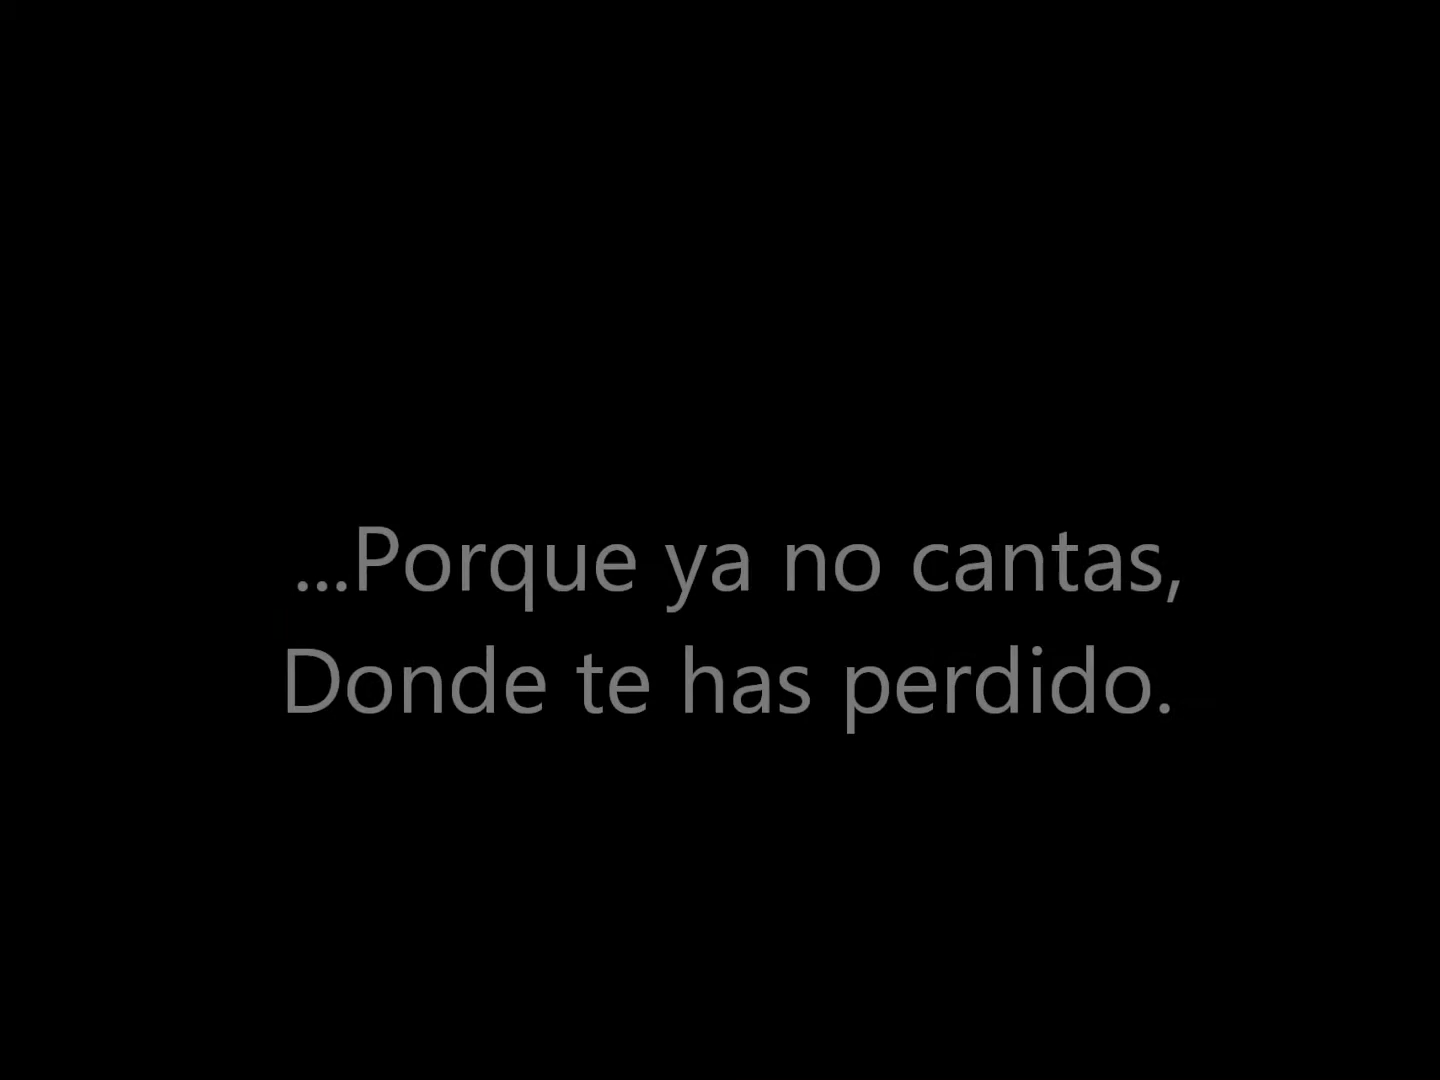 ...Porque ya no cantas,
Donde te has perdido.